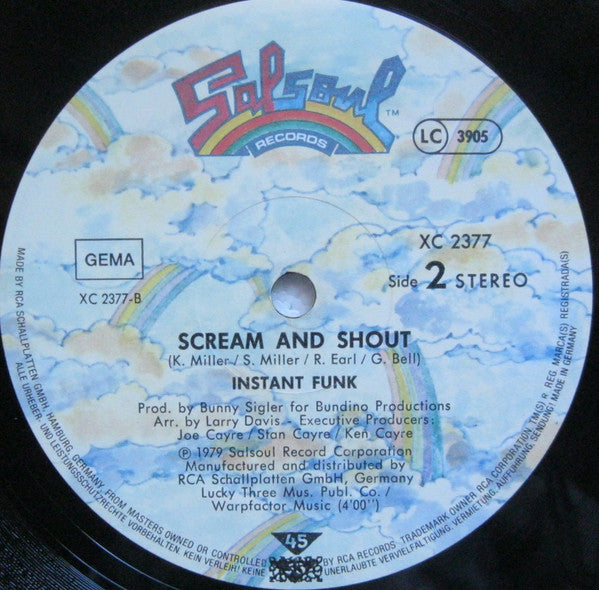 Salsoul ™
RECORDS
LC 3905
GEMA
XC 2377-B
XC 2377
Side 2 STEREO
SCREAM AND SHOUT
(K. Miller / S. Miller / R. Earl / G. Bell)
INSTANT FUNK
Prod. by Bunny Sigler for Bundino Productions
Arr. by Larry Davis - Executive Producers:
Joe Cayre / Stan Cayre / Ken Cayre
℗ 1979 Salsoul Record Corporation
Manufactured and distributed by
RCA Schallplatten GmbH, Germany
Lucky Three Mus. Publ. Co. /
Warpfactor Music (4'00'')
45
MADE BY RCA SCHALLPLATTEN GMBH, HAMBURG, GERMANY, FROM MASTERS OWNED OR CONTROLLED BY RCA RECORDS. TRADEMARK OWNER RCA CORPORATION. TM(S) R REG. MARCA(S) REGISTRADA(S)
ALLE URHEBER- UND LEISTUNGSSCHUTZRECHTE VORBEHALTEN. KEIN VERLEIH! KEINE UNERLAUBTE VERVIELFÄLTIGUNG, VERMIETUNG, AUFFÜHRUNG, SENDUNG! MADE IN GERMANY